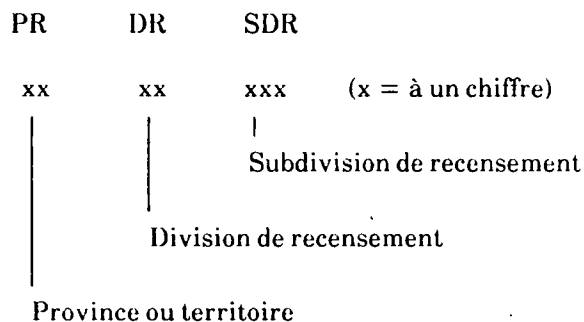 PR DR SDR
xx xx xxx (x = à un chiffre)
Subdivision de recensement
Division de recensement
Province ou territoire